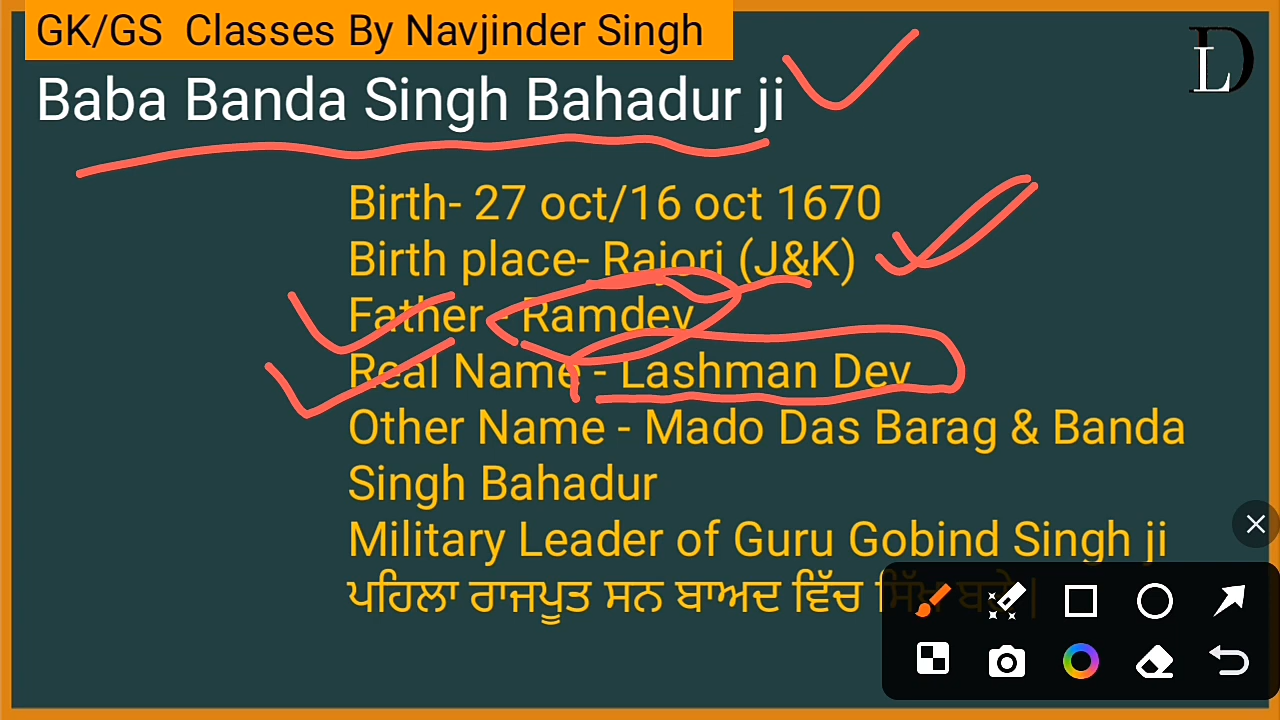 GK/GS Classes By Navjinder Singh
Baba Banda Singh Bahadur ji
Birth- 27 oct/16 oct 1670
Birth place- Rajori (J&K)
Father - Ramdev
Real Name - Lashman Dev
Other Name - Mado Das Barag & Banda
Singh Bahadur
Military Leader of Guru Gobind Singh ji
ਪਹਿਲਾ ਰਾਜਪੂਤ ਸਨ ਬਾਅਦ ਵਿੱਚ ਸਿੱਖ ਬਣੇ |